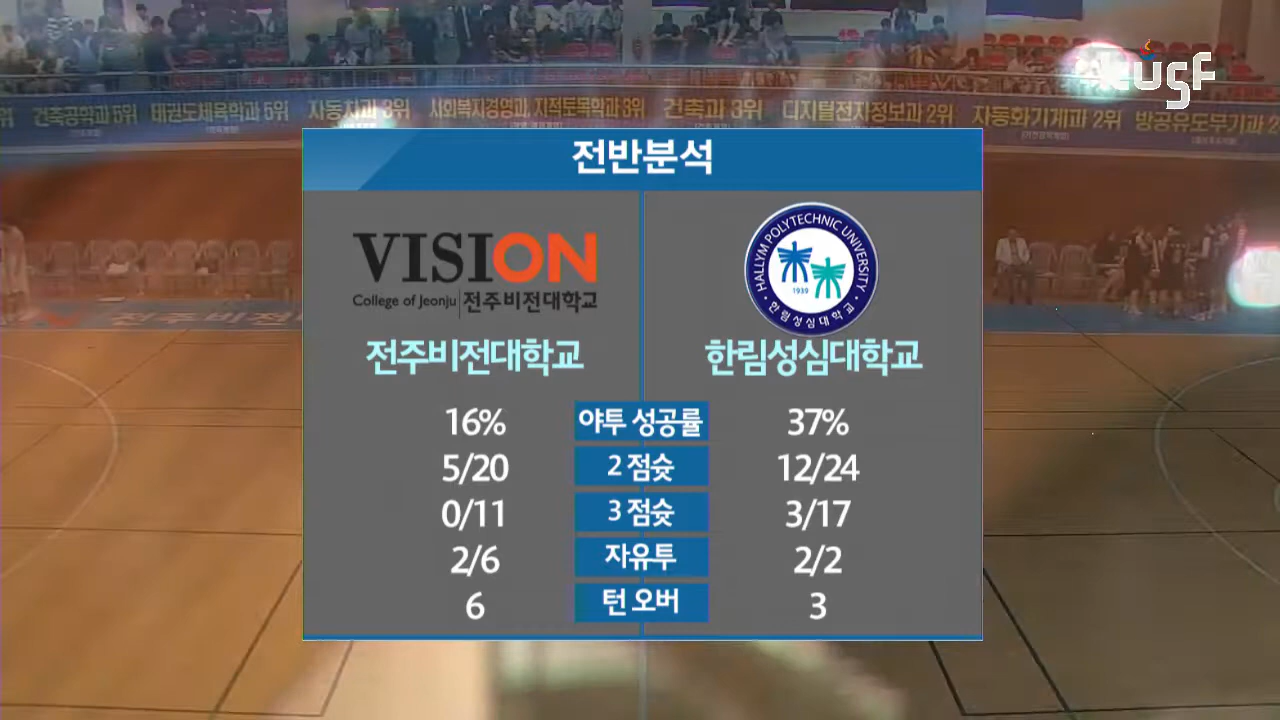 kusf
건축공학과 5위 태권도체육학과 5위 자동차과 3위 사회복지경영과, 지적토목학과 3위 건축과 3위 디지털전자정보과 2위 자동화기계과 2위 방공유도무기과 2
전반분석
VISION
College of Jeonju 전주비전대학교
HALLYM POLYTECHNIC UNIVERSITY
1939
한림성심대학교
전주비전대학교 한림성심대학교
16% 야투 성공률 37%
5/20 2 점슛 12/24
0/11 3 점슛 3/17
2/6 자유투 2/2
6 턴 오버 3
전주비전